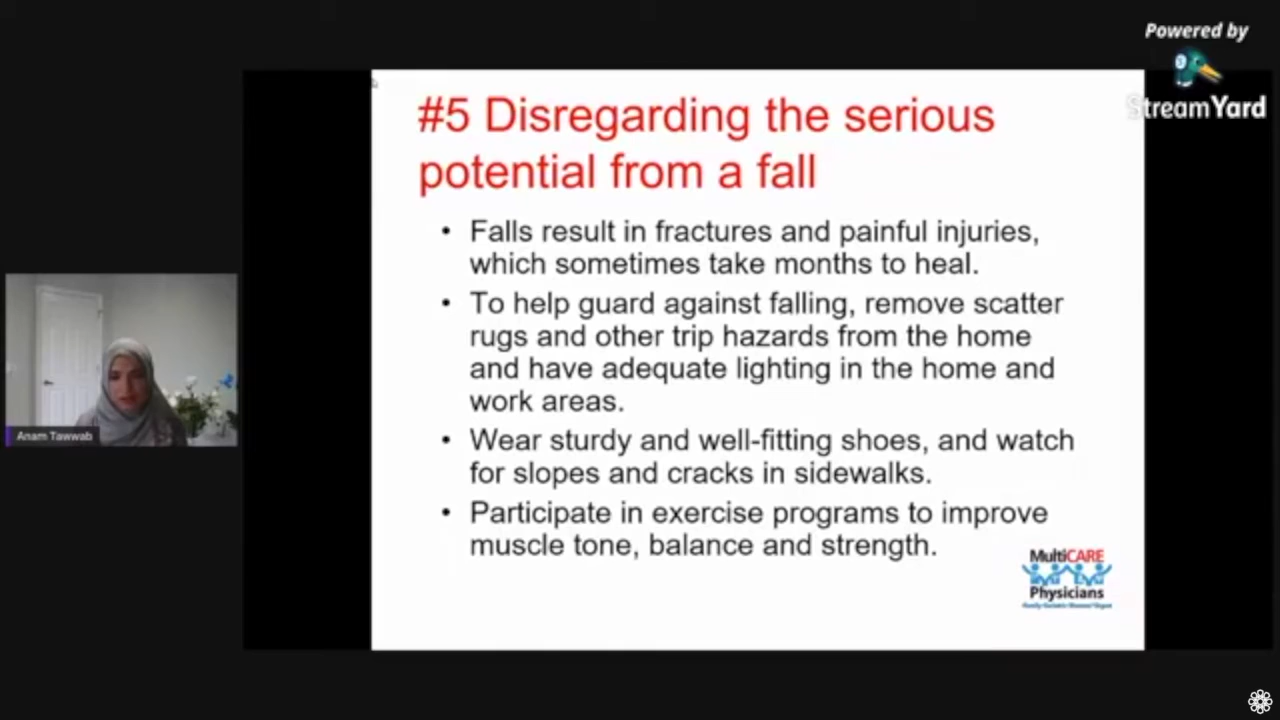 Powered by
StreamYard
#5 Disregarding the serious
potential from a fall
• Falls result in fractures and painful injuries,
which sometimes take months to heal.
• To help guard against falling, remove scatter
rugs and other trip hazards from the home
and have adequate lighting in the home and
work areas.
• Wear sturdy and well-fitting shoes, and watch
for slopes and cracks in sidewalks.
• Participate in exercise programs to improve
muscle tone, balance and strength.
Anam Tawwab
MultiCARE
Physicians